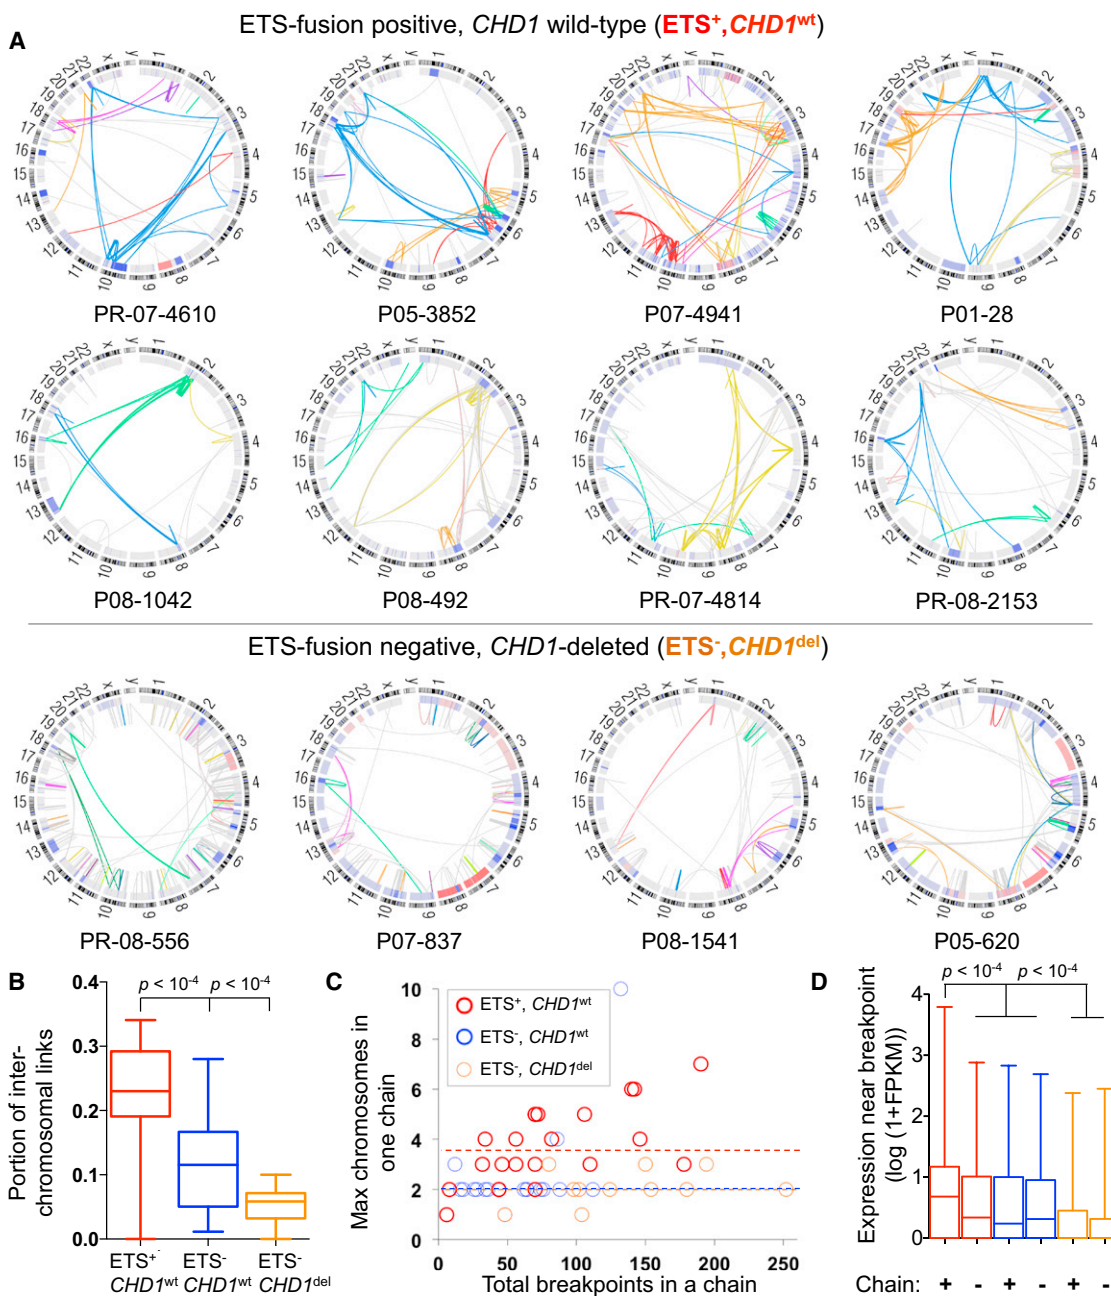 A
ETS-fusion positive, CHD1 wild-type (ETS+,CHD1wt)
PR-07-4610
P05-3852
P07-4941
P01-28
P08-1042
P08-492
PR-07-4814
PR-08-2153
ETS-fusion negative, CHD1-deleted (ETS-,CHD1del)
PR-08-556
P07-837
P08-1541
P05-620
B
Portion of inter-
chromosomal links
0.4
0.3
0.2
0.1
0.0
p < 10-4
p < 10-4
ETS+
CHD1wt
ETS-
CHD1wt
ETS-
CHD1del
C
Max chromosomes in
one chain
10
8
6
4
2
0
ETS+, CHD1wt
ETS-, CHD1wt
ETS-, CHD1del
0
50
100
150
200
250
Total breakpoints in a chain
D
Expression near breakpoint
(log (1+FPKM))
4
3
2
1
0
p < 10-4
p < 10-4
Chain: + - + - + -